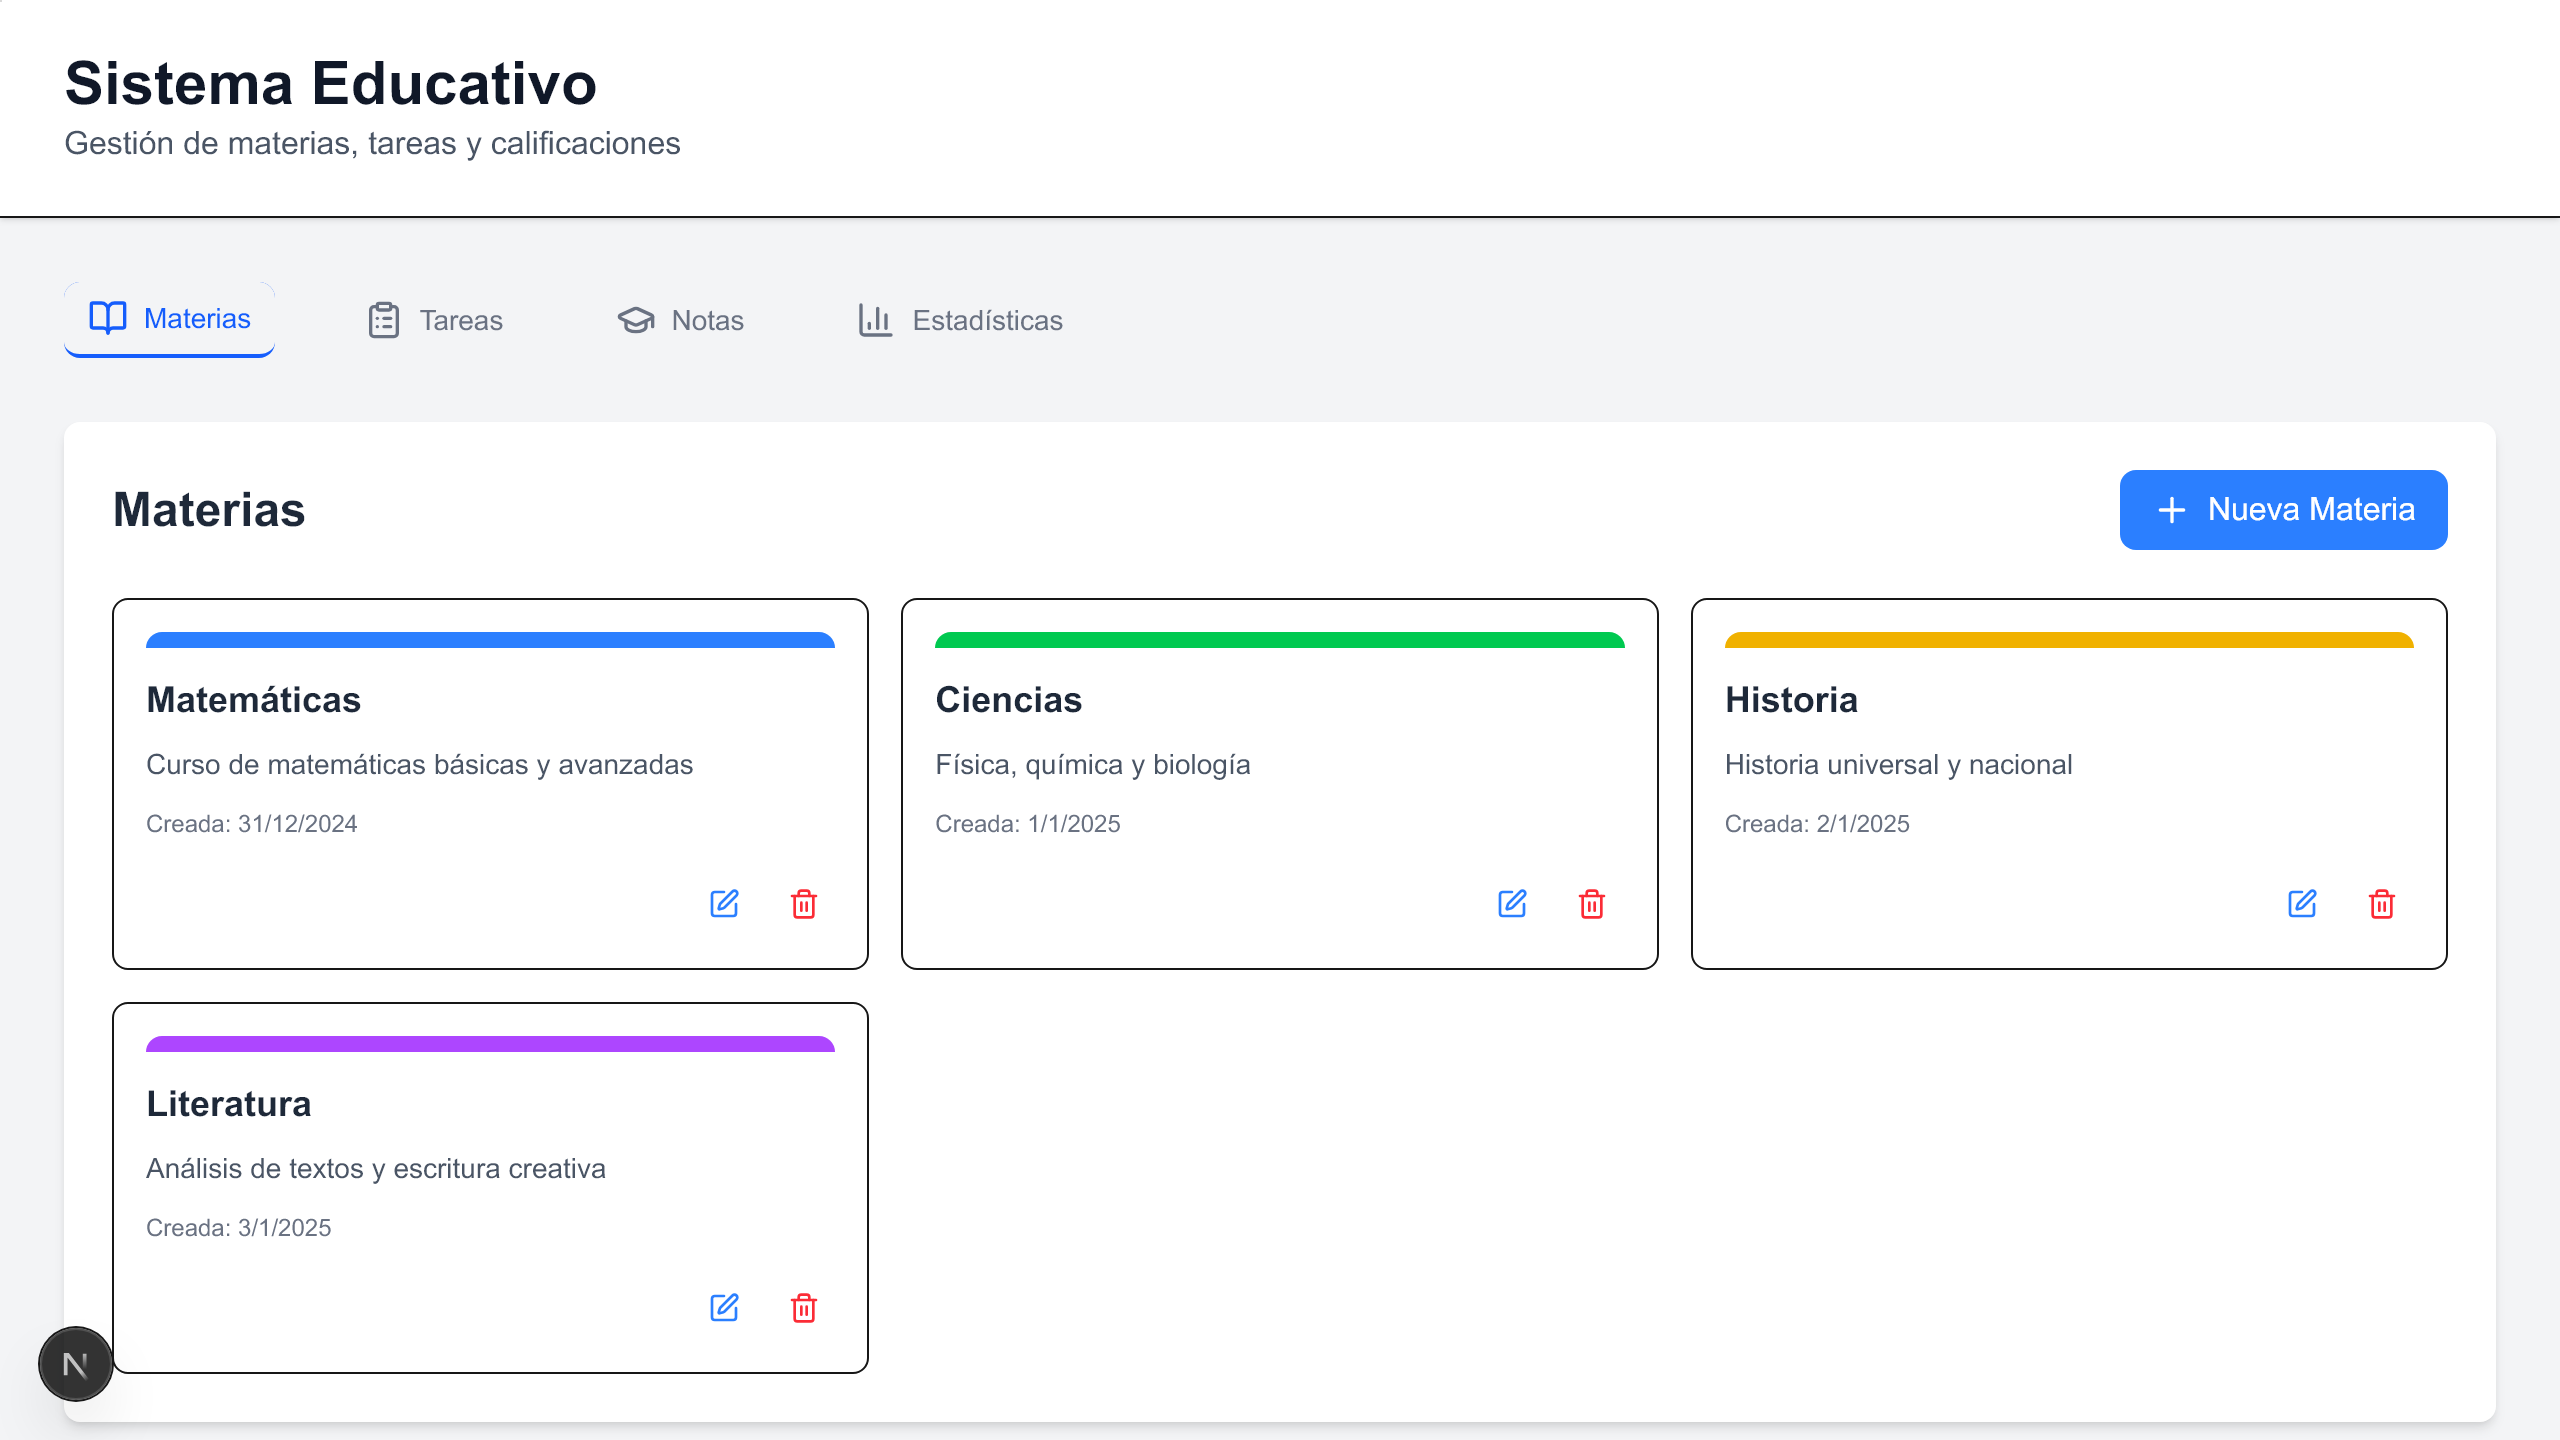 Sistema Educativo
Gestión de materias, tareas y calificaciones
Materias
Tareas
Notas
Estadísticas
Materias
Nueva Materia
Matemáticas
Curso de matemáticas básicas y avanzadas
Creada: 31/12/2024
Ciencias
Física, química y biología
Creada: 1/1/2025
Historia
Historia universal y nacional
Creada: 2/1/2025
Literatura
Análisis de textos y escritura creativa
Creada: 3/1/2025
N